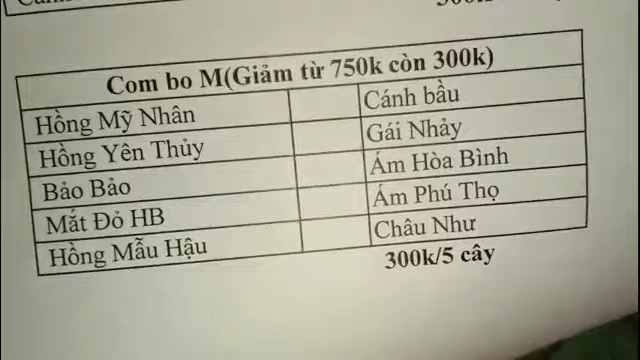 Com bo M(Giảm từ 750k còn 300k)
Hồng Mỹ Nhân Cánh bầu
Hồng Yên Thủy Gái Nhảy
Bảo Bảo Ám Hòa Bình
Mắt Đỏ HB Ám Phú Thọ
Hồng Mẫu Hậu Châu Như
300k/5 cây